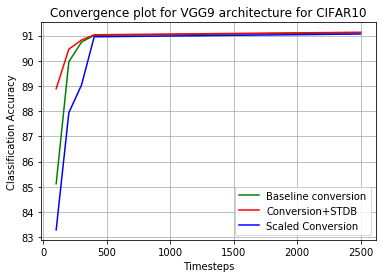 Convergence plot for VGG9 architecture for CIFAR10
Classification Accuracy
91
90
89
88
87
86
85
84
83
Baseline conversion
Conversion+STDB
Scaled Conversion
0
500
1000
1500
2000
2500
Timesteps